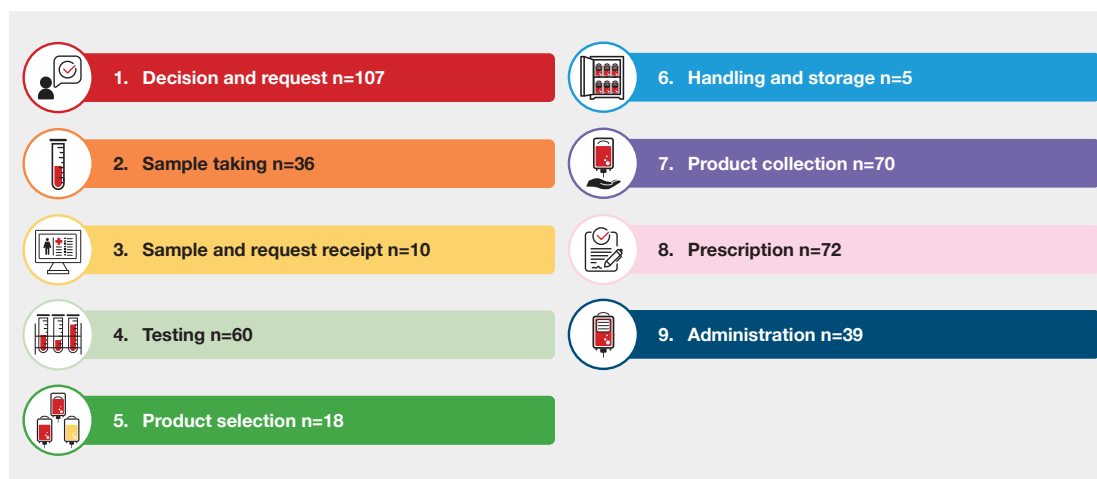 1. Decision and request n=107
2. Sample taking n=36
3. Sample and request receipt n=10
4. Testing n=60
5. Product selection n=18
6. Handling and storage n=5
7. Product collection n=70
8. Prescription n=72
9. Administration n=39